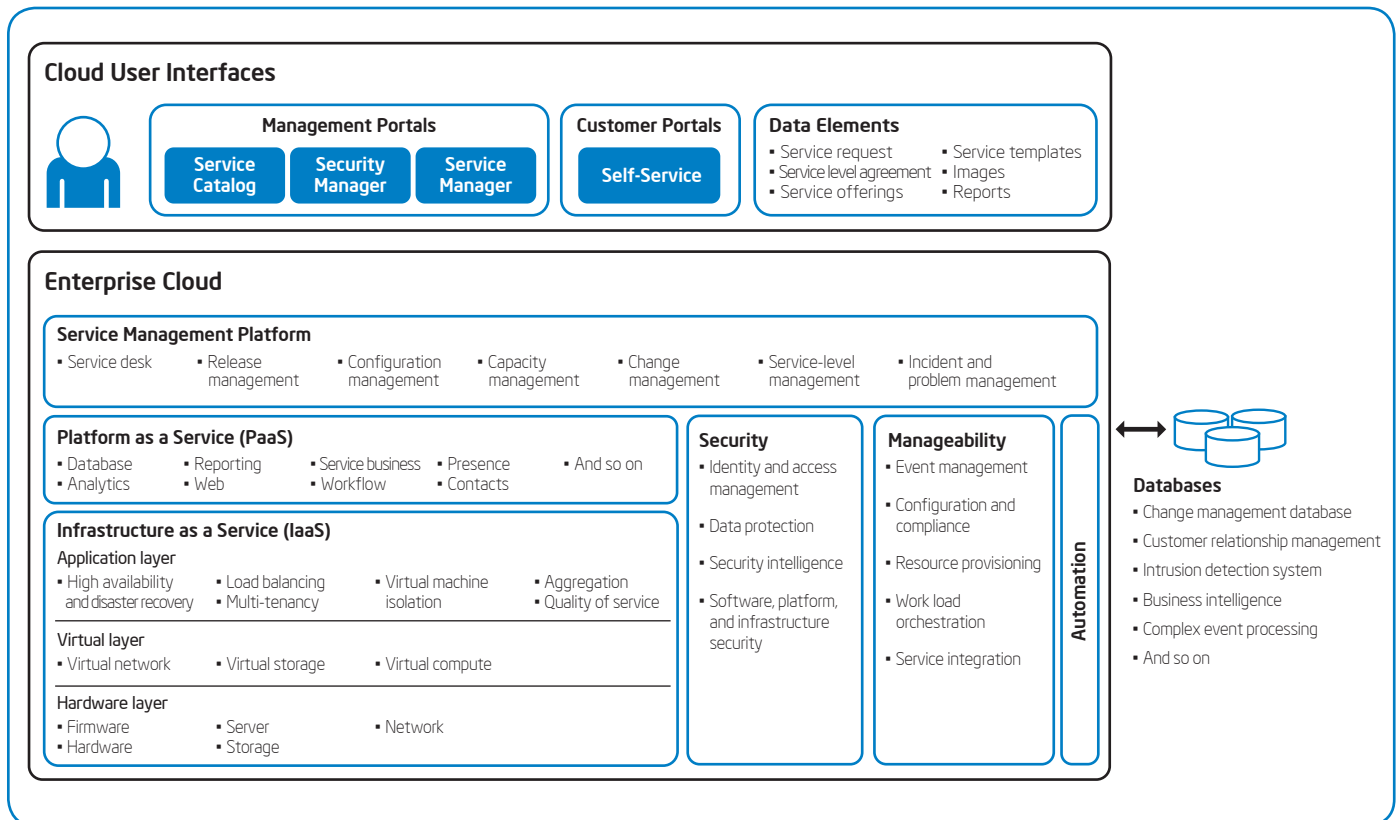 Cloud User Interfaces
Management Portals
Service
Catalog
Security
Manager
Service
Manager
Customer Portals
Self-Service
Data Elements
▪ Service request
▪ Service level agreement
▪ Service offerings
▪ Service templates
▪ Images
▪ Reports
Enterprise Cloud
Service Management Platform
▪ Service desk
▪ Release
management
▪ Configuration
management
▪ Capacity
management
▪ Change
management
▪ Service-level
management
▪ Incident and
problem management
Platform as a Service (PaaS)
▪ Database
▪ Analytics
▪ Reporting
▪ Web
▪ Service business
▪ Workflow
▪ Presence
▪ Contacts
▪ And so on
Infrastructure as a Service (IaaS)
Application layer
▪ High availability
and disaster recovery
▪ Load balancing
▪ Multi-tenancy
▪ Virtual machine
isolation
▪ Aggregation
▪ Quality of service
Virtual layer
▪ Virtual network
▪ Virtual storage
▪ Virtual compute
Hardware layer
▪ Firmware
▪ Hardware
▪ Server
▪ Storage
▪ Network
Security
▪ Identity and access
management
▪ Data protection
▪ Security intelligence
▪ Software, platform,
and infrastructure
security
Manageability
▪ Event management
▪ Configuration and
compliance
▪ Resource provisioning
▪ Work load
orchestration
▪ Service integration
Automation
Databases
▪ Change management database
▪ Customer relationship management
▪ Intrusion detection system
▪ Business intelligence
▪ Complex event processing
▪ And so on